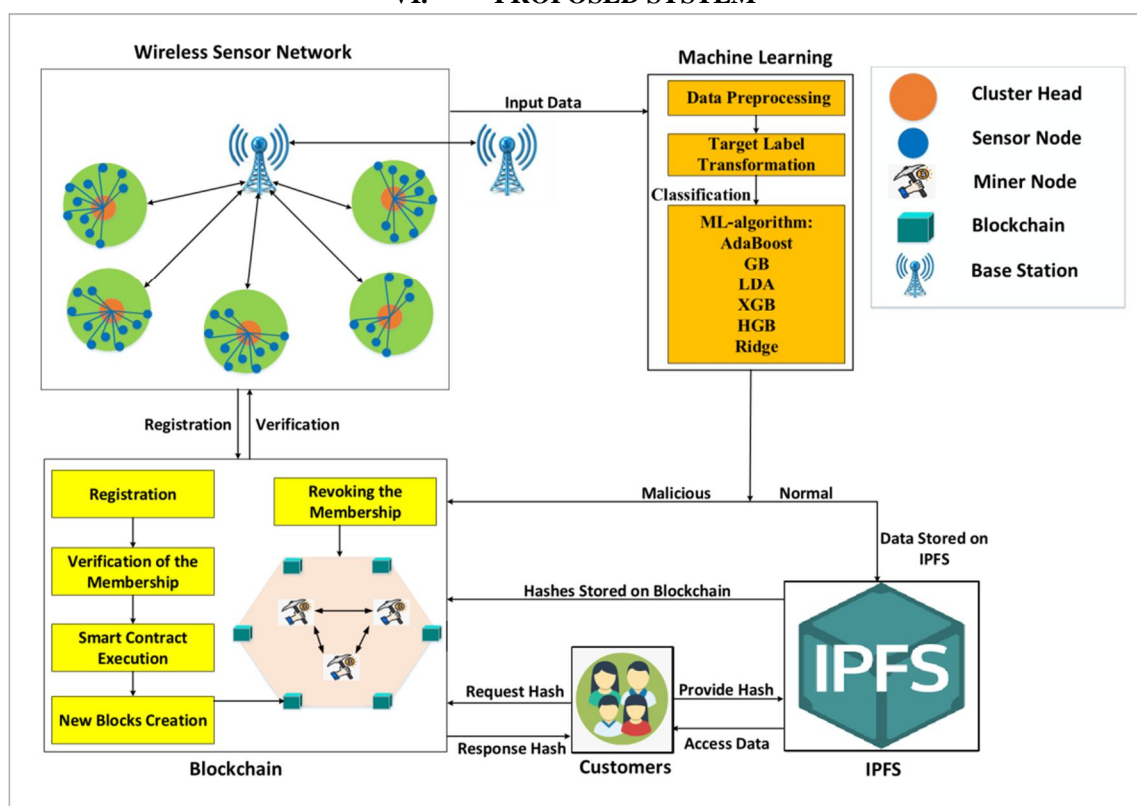 VI. PROPOSED SYSTEM
Wireless Sensor Network
Machine Learning
Input Data
Data Preprocessing
Target Label
Transformation
Classification
ML-algorithm:
AdaBoost
GB
LDA
XGB
HGB
Ridge
Cluster Head
Sensor Node
Miner Node
Blockchain
Base Station
Registration
Verification
Registration
Verification of the
Membership
Smart Contract
Execution
New Blocks Creation
Revoking the
Membership
Blockchain
Malicious
Normal
Data Stored on
IPFS
Hashes Stored on Blockchain
Request Hash
Response Hash
Provide Hash
Access Data
Customers
IPFS
IPFS